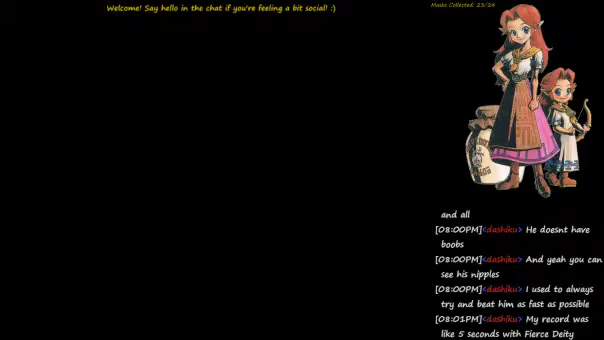 Welcome! Say hello in the chat if you're feeling a bit social! :)
Masks Collected: 23/24
and all
[08:00PM]<dashiku> He doesnt have
boobs
[08:00PM]<dashiku> And yeah you can
see his nipples
[08:00PM]<dashiku> I used to always
try and beat him as fast as possible
[08:01PM]<dashiku> My record was
like 5 seconds with Fierce Deity